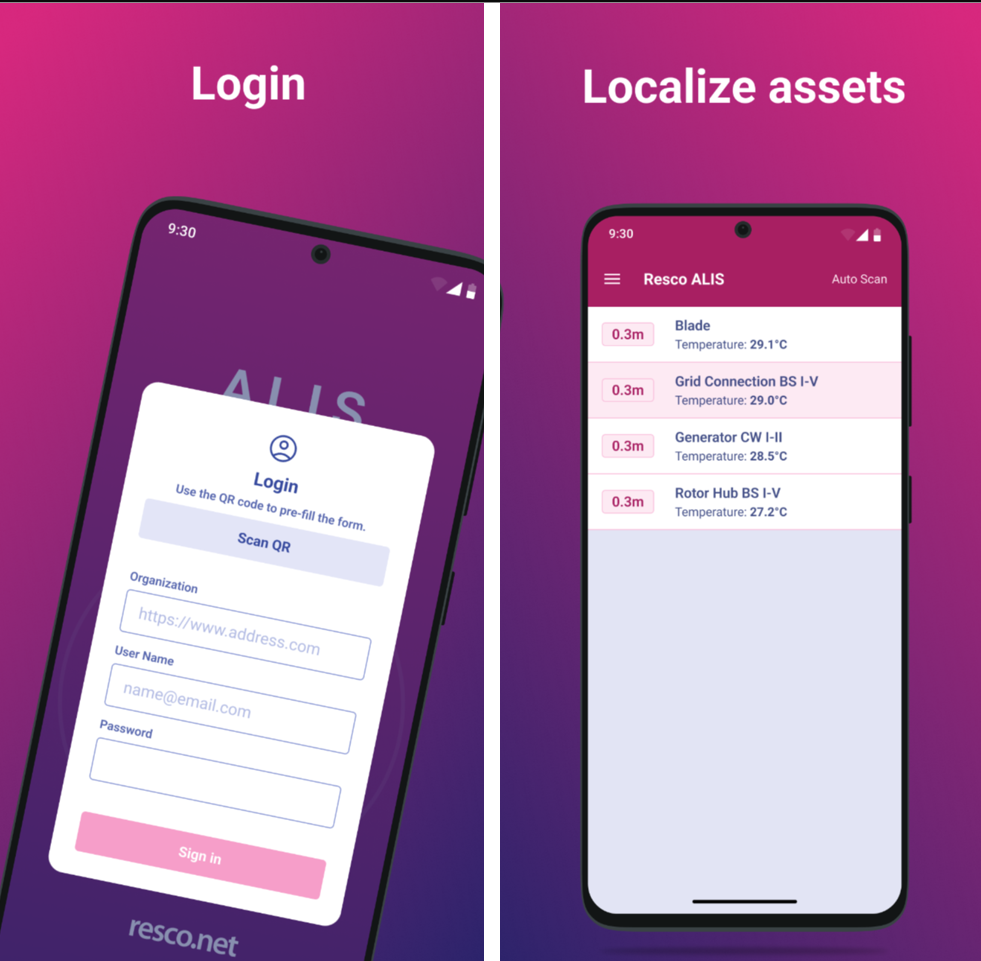 Login
9:30
ALIS
Login
Use the QR code to pre-fill the form.
Scan QR
Organization
https://www.address.com
User Name
name@email.com
Password
Sign in
resco.net
Localize assets
9:30
Resco ALIS
Auto Scan
0.3m
Blade
Temperature: 29.1°C
0.3m
Grid Connection BS I-V
Temperature: 29.0°C
0.3m
Generator CW I-II
Temperature: 28.5°C
0.3m
Rotor Hub BS I-V
Temperature: 27.2°C